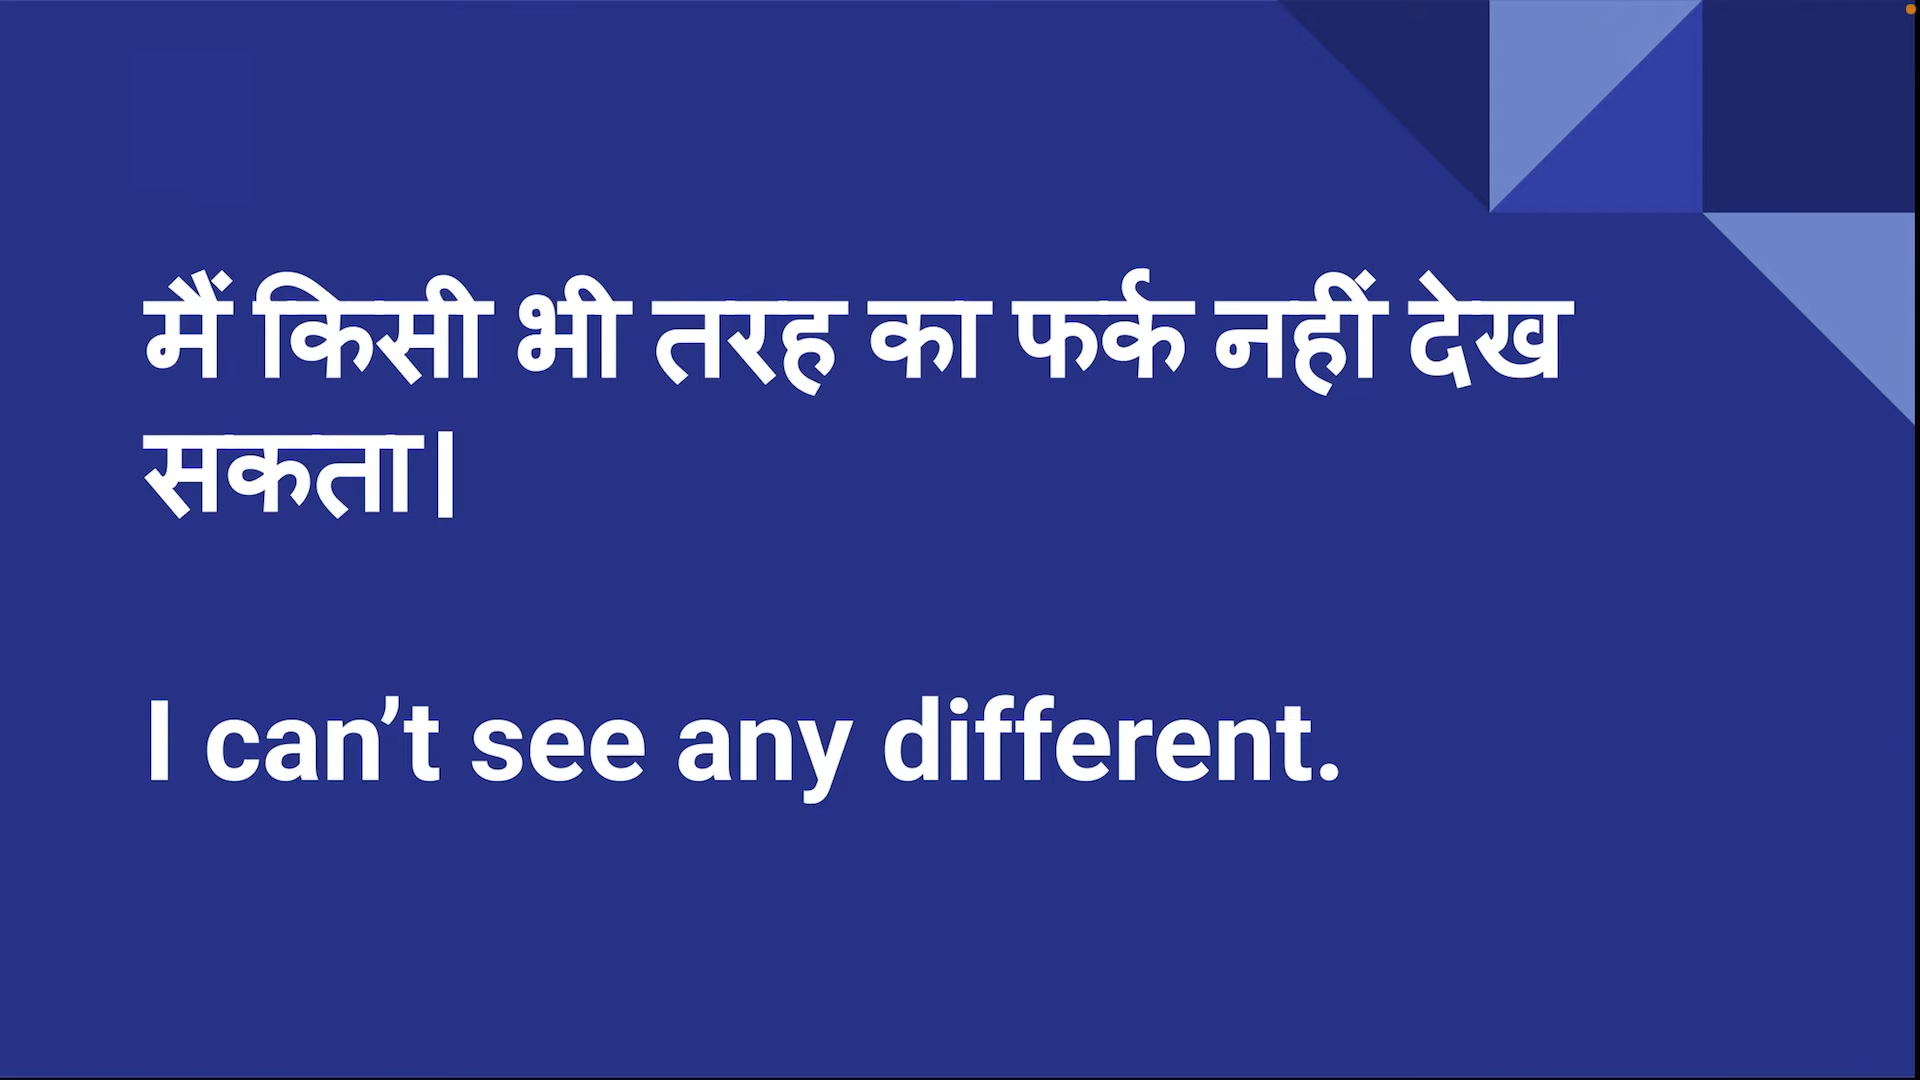 मैं किसी भी तरह का फर्क नहीं देख
सकता।
I can’t see any different.